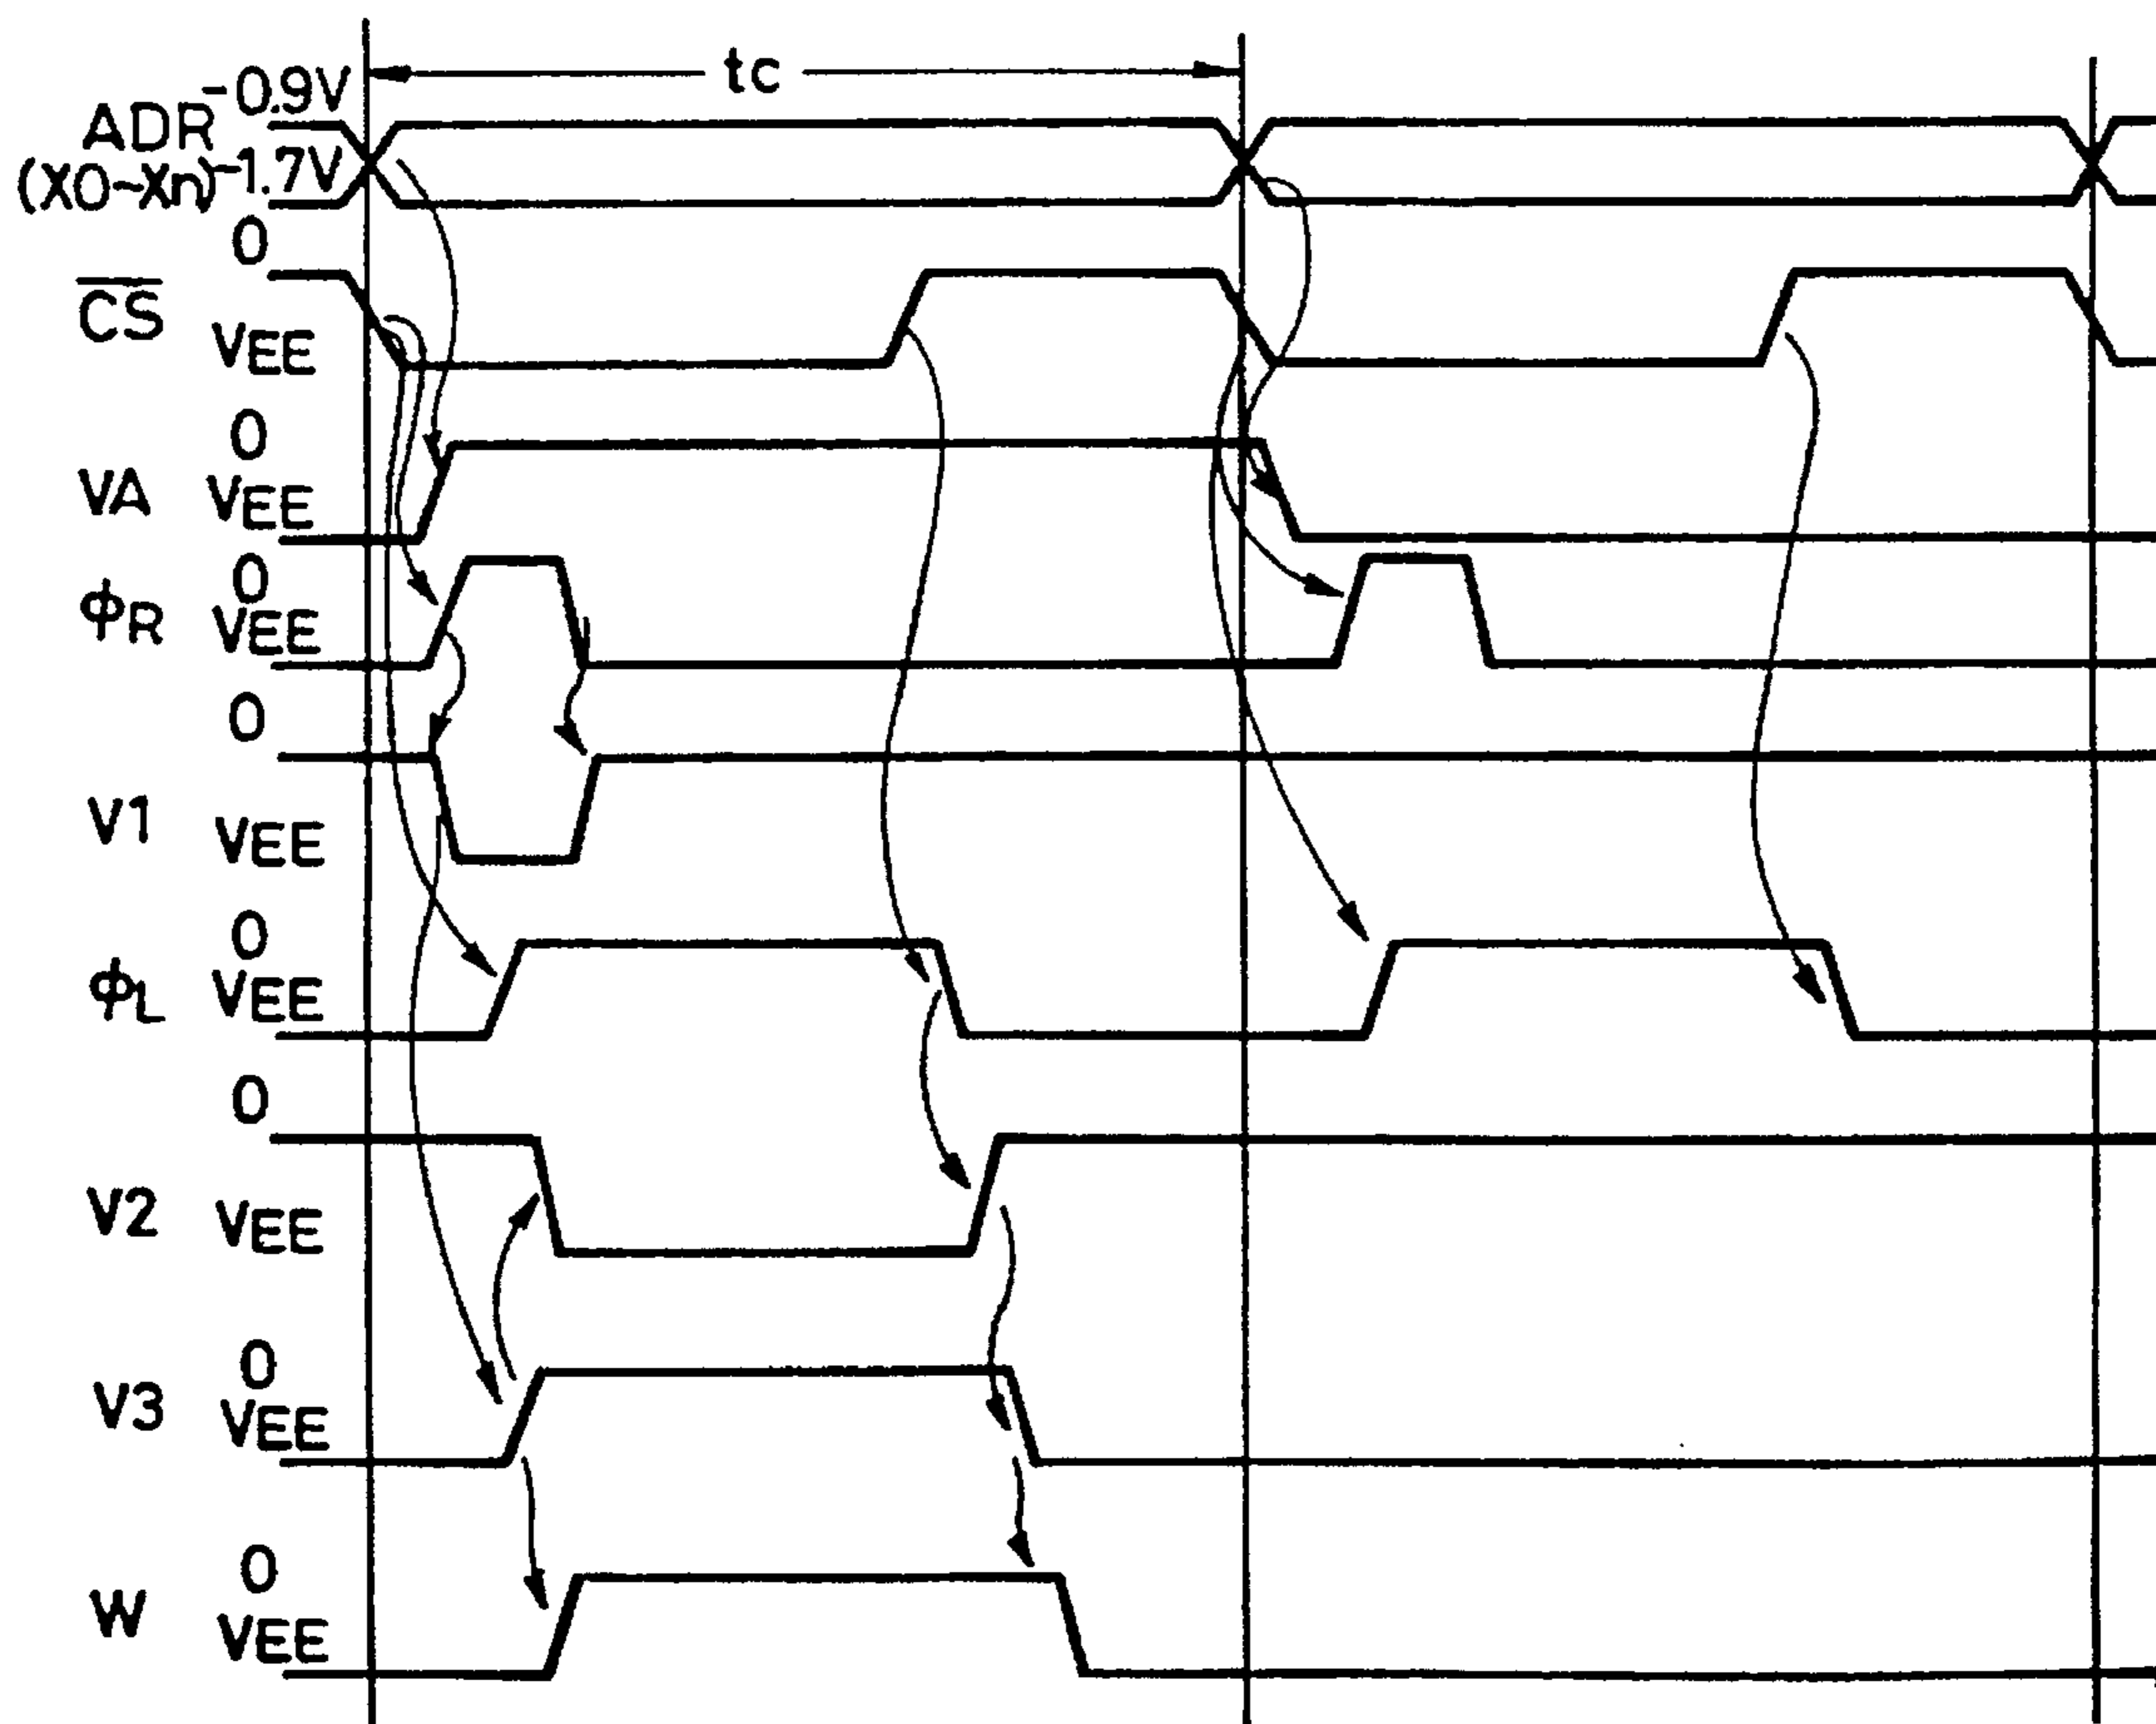 tc
-0.9V
ADR
(X0~Xn) -1.7V
0
C̅S̅
VEE
0
VA VEE
0
φR VEE
0
V1 VEE
0
φL VEE
0
V2 VEE
0
V3 VEE
0
W VEE